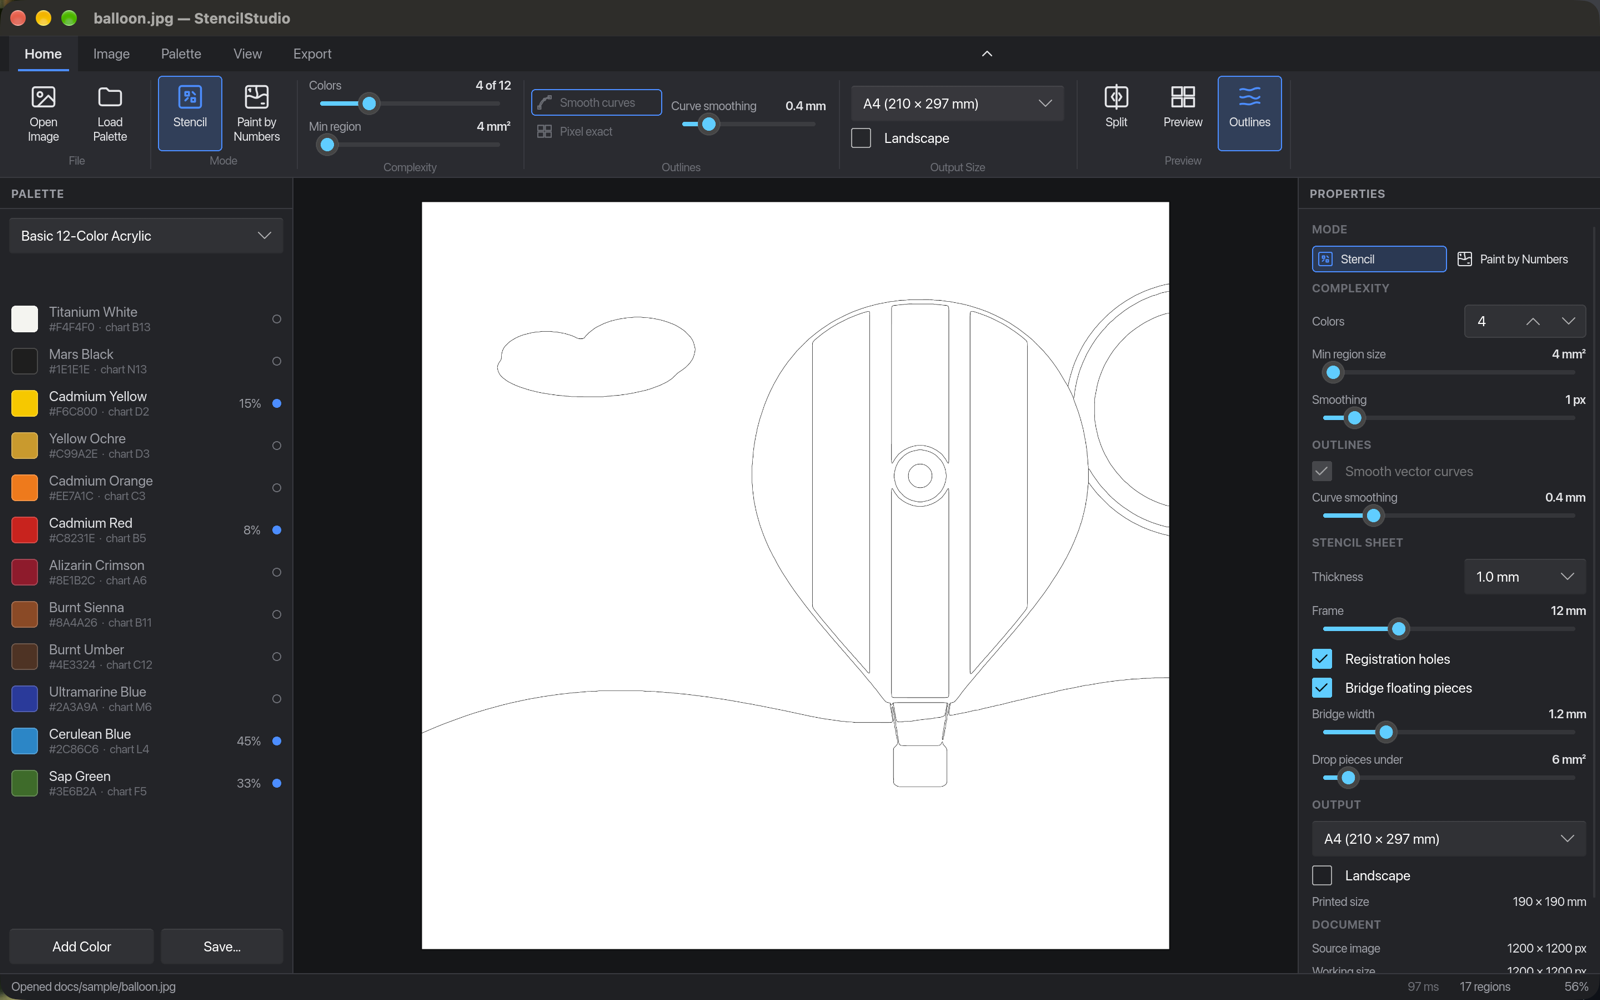 balloon.jpg — StencilStudio
Home
Image
Palette
View
Export
Open Image
Load Palette
File
Stencil
Paint by Numbers
Mode
Colors
4 of 12
Min region
4 mm²
Complexity
Smooth curves
Pixel exact
Curve smoothing
0.4 mm
Outlines
A4 (210 × 297 mm)
Landscape
Output Size
Split
Preview
Outlines
Preview
PALETTE
Basic 12-Color Acrylic
Titanium White
#F4F4F0 · chart B13
Mars Black
#1E1E1E · chart N13
Cadmium Yellow
#F6C800 · chart D2
15%
Yellow Ochre
#C99A2E · chart D3
Cadmium Orange
#EE7A1C · chart C3
Cadmium Red
#C8231E · chart B5
8%
Alizarin Crimson
#8E1B2C · chart A6
Burnt Sienna
#8A4A26 · chart B11
Burnt Umber
#4E3324 · chart C12
Ultramarine Blue
#2A3A9A · chart M6
Cerulean Blue
#2C86C6 · chart L4
45%
Sap Green
#3E6B2A · chart F5
33%
Add Color
Save...
PROPERTIES
MODE
Stencil
Paint by Numbers
COMPLEXITY
Colors
4
Min region size
4 mm²
Smoothing
1 px
OUTLINES
Smooth vector curves
Curve smoothing
0.4 mm
STENCIL SHEET
Thickness
1.0 mm
Frame
12 mm
Registration holes
Bridge floating pieces
Bridge width
1.2 mm
Drop pieces under
6 mm²
OUTPUT
A4 (210 × 297 mm)
Landscape
Printed size
190 × 190 mm
DOCUMENT
Source image
1200 × 1200 px
Working size
1200 × 1200 px
Opened docs/sample/balloon.jpg
97 ms
17 regions
56%